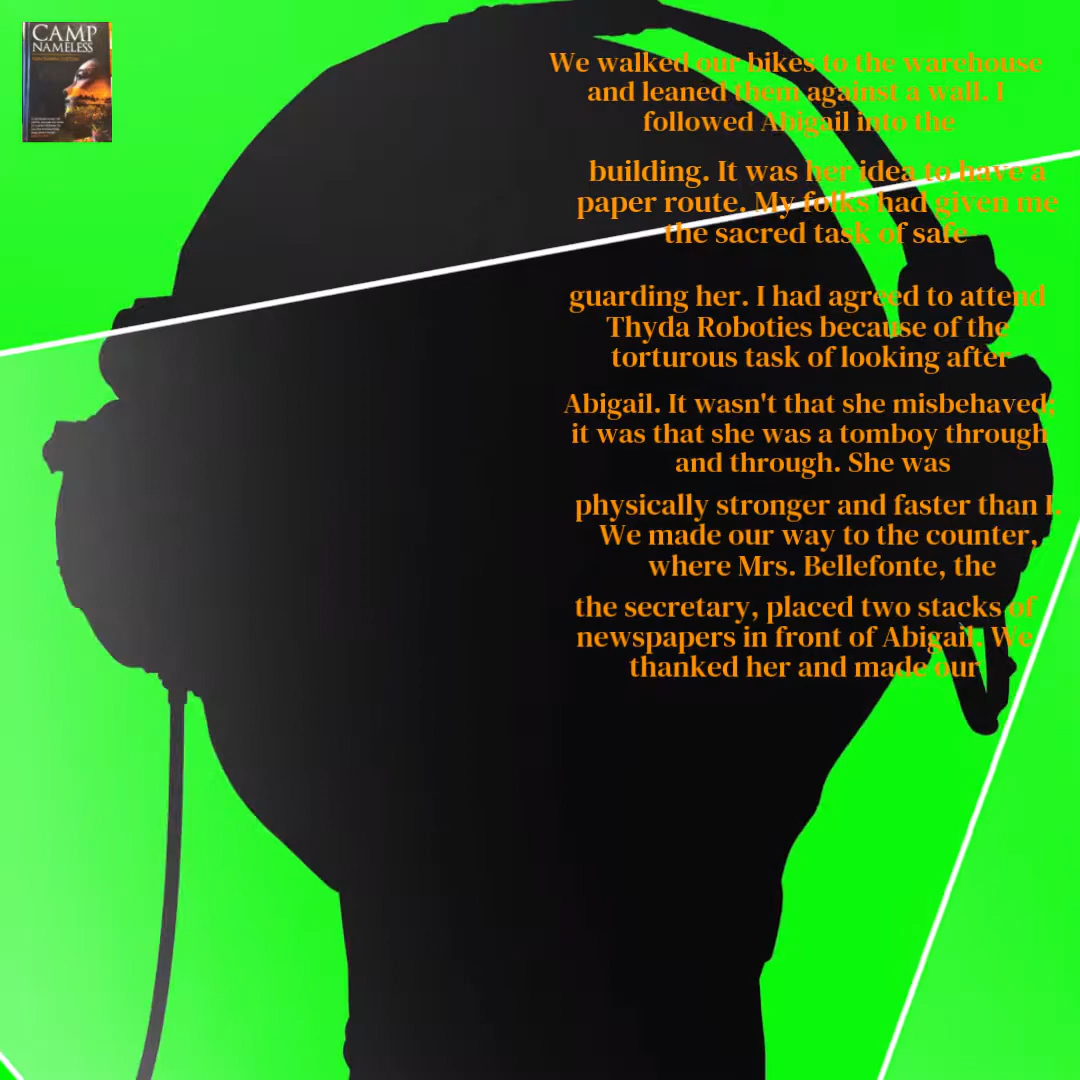 CAMP
NAMELESS
We walked our bikes to the warehouse
and leaned them against a wall. I
followed Abigail into the
building. It was her idea to have a
paper route. My folks had given me
the sacred task of safe
guarding her. I had agreed to attend
Thyda Roboties because of the
torturous task of looking after
Abigail. It wasn't that she misbehaved;
it was that she was a tomboy through
and through. She was
physically stronger and faster than I.
We made our way to the counter,
where Mrs. Bellefonte, the
the secretary, placed two stacks of
newspapers in front of Abigail. We
thanked her and made our